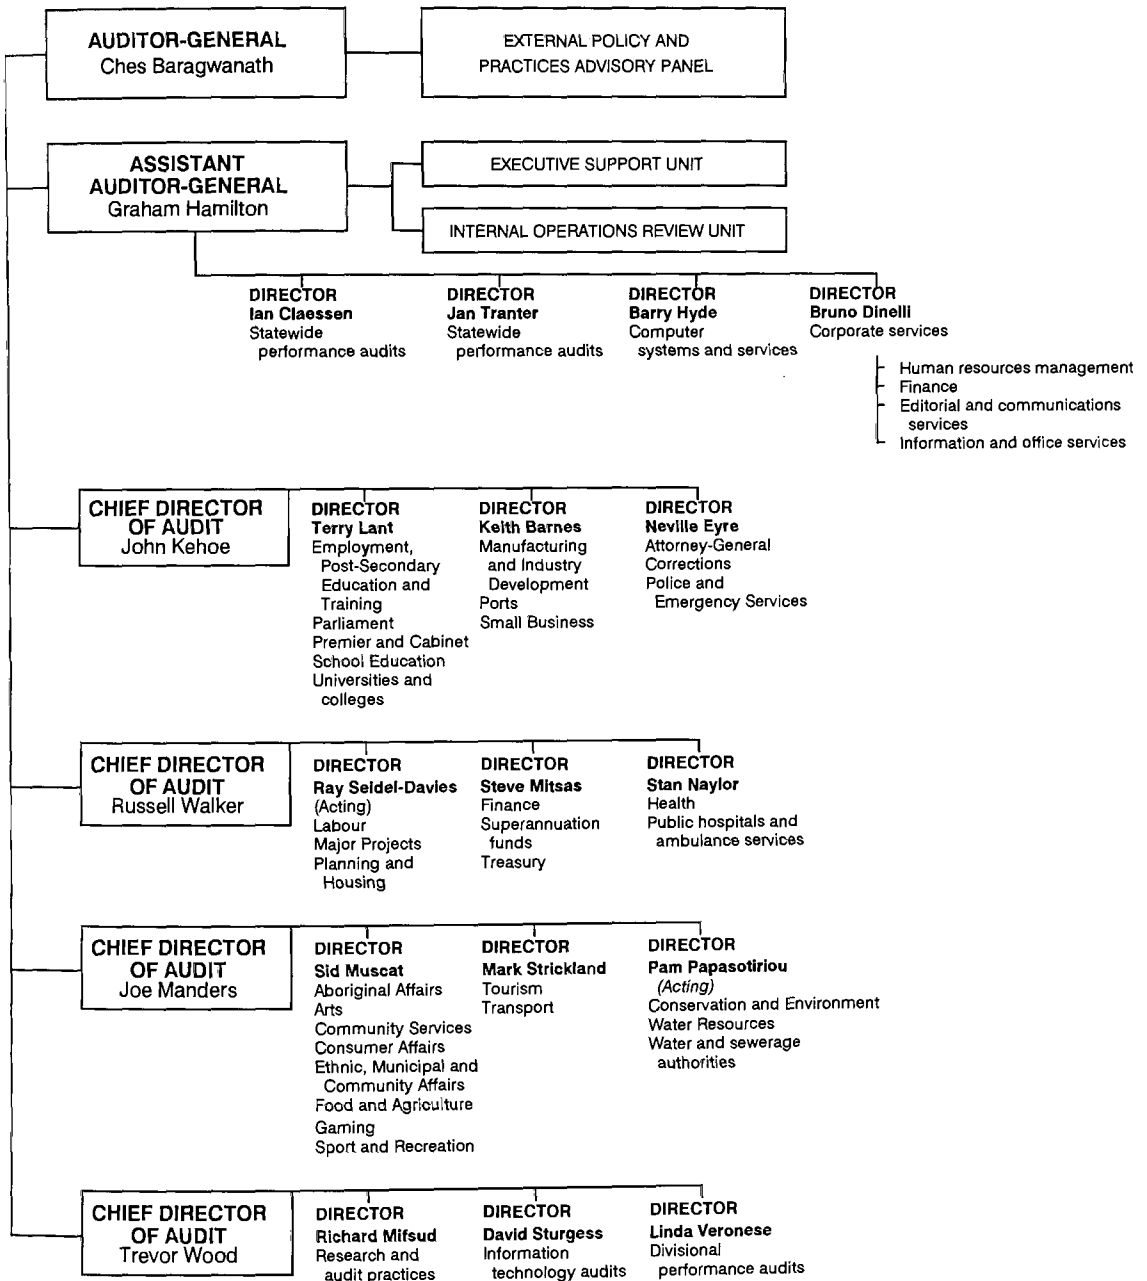 AUDITOR-GENERAL
Ches Baragwanath
EXTERNAL POLICY AND
PRACTICES ADVISORY PANEL
ASSISTANT
AUDITOR-GENERAL
Graham Hamilton
EXECUTIVE SUPPORT UNIT
INTERNAL OPERATIONS REVIEW UNIT
DIRECTOR
Ian Claessen
Statewide
performance audits
DIRECTOR
Jan Tranter
Statewide
performance audits
DIRECTOR
Barry Hyde
Computer
systems and services
DIRECTOR
Bruno Dinelli
Corporate services
Human resources management
Finance
Editorial and communications
services
Information and office services
CHIEF DIRECTOR
OF AUDIT
John Kehoe
DIRECTOR
Terry Lant
Employment,
Post-Secondary
Education and
Training
Parliament
Premier and Cabinet
School Education
Universities and
colleges
DIRECTOR
Keith Barnes
Manufacturing
and Industry
Development
Ports
Small Business
DIRECTOR
Neville Eyre
Attorney-General
Corrections
Police and
Emergency Services
CHIEF DIRECTOR
OF AUDIT
Russell Walker
DIRECTOR
Ray Seidel-Davies
(Acting)
Labour
Major Projects
Planning and
Housing
DIRECTOR
Steve Mitsas
Finance
Superannuation
funds
Treasury
DIRECTOR
Stan Naylor
Health
Public hospitals and
ambulance services
CHIEF DIRECTOR
OF AUDIT
Joe Manders
DIRECTOR
Sid Muscat
Aboriginal Affairs
Arts
Community Services
Consumer Affairs
Ethnic, Municipal and
Community Affairs
Food and Agriculture
Gaming
Sport and Recreation
DIRECTOR
Mark Strickland
Tourism
Transport
DIRECTOR
Pam Papasotiriou
(Acting)
Conservation and Environment
Water Resources
Water and sewerage
authorities
CHIEF DIRECTOR
OF AUDIT
Trevor Wood
DIRECTOR
Richard Mifsud
Research and
audit practices
DIRECTOR
David Sturgess
Information
technology audits
DIRECTOR
Linda Veronese
Divisional
performance audits